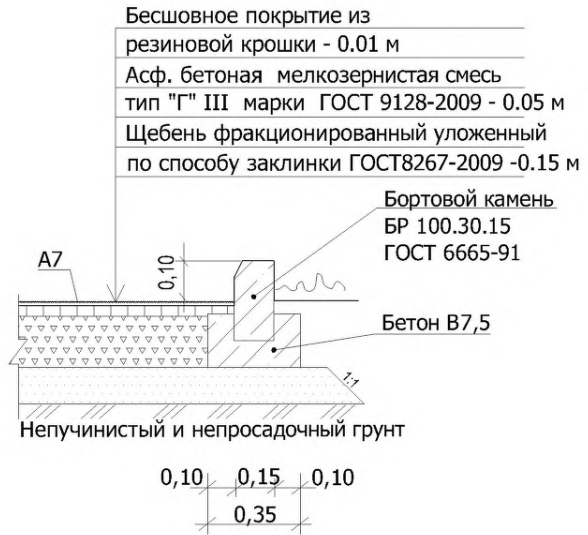 Бесшовное покрытие из
резиновой крошки - 0.01 м
Асф. бетоная мелкозернистая смесь
тип "Г" III марки ГОСТ 9128-2009 - 0.05 м
Щебень фракционированный уложенный
по способу заклинки ГОСТ8267-2009 -0.15 м
Бортовой камень
БР 100.30.15
ГОСТ 6665-91
А7
0,10
Бетон В7,5
1:1
Непучинистый и непросадочный грунт
0,10 0,15 0,10
0,35